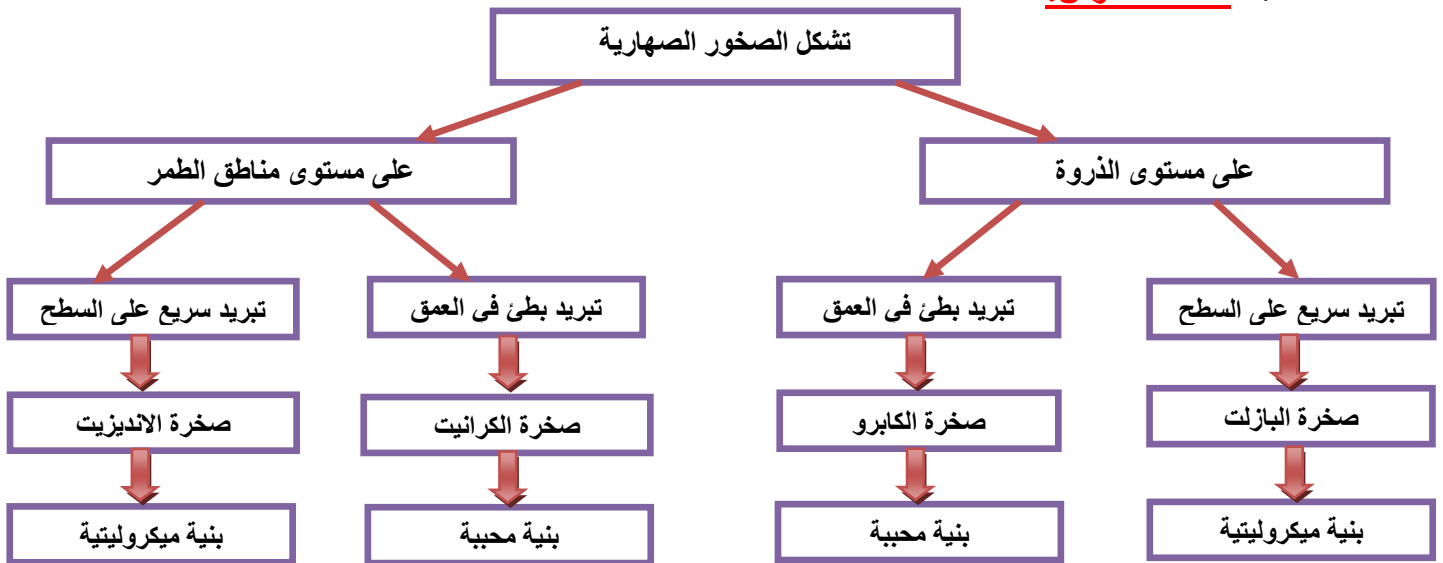 تشكل الصخور الصهارية
على مستوى الذروة
على مستوى مناطق الطمر
تبريد سريع على السطح
تبريد بطئ في العمق
تبريد بطئ في العمق
تبريد سريع على السطح
صخرة البازلت
صخرة الكابرو
صخرة الكرانيت
صخرة الانديزيت
بنية ميكروليتية
بنية محببة
بنية محببة
بنية ميكروليتية